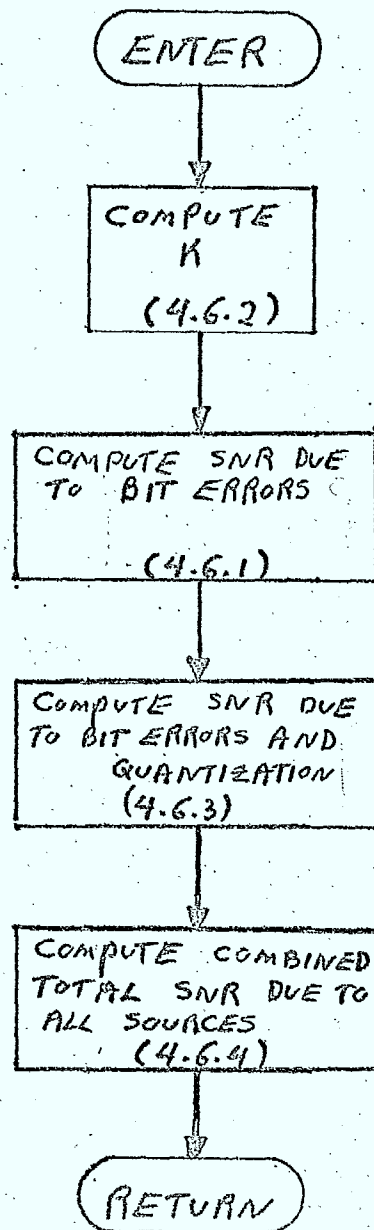 ENTER
COMPUTE
K
(4.6.2)
COMPUTE SNR DUE
TO BIT ERRORS
(4.6.1)
COMPUTE SNR DUE
TO BIT ERRORS AND
QUANTIZATION
(4.6.3)
COMPUTE COMBINED
TOTAL SNR DUE TO
ALL SOURCES
(4.6.4)
RETURN